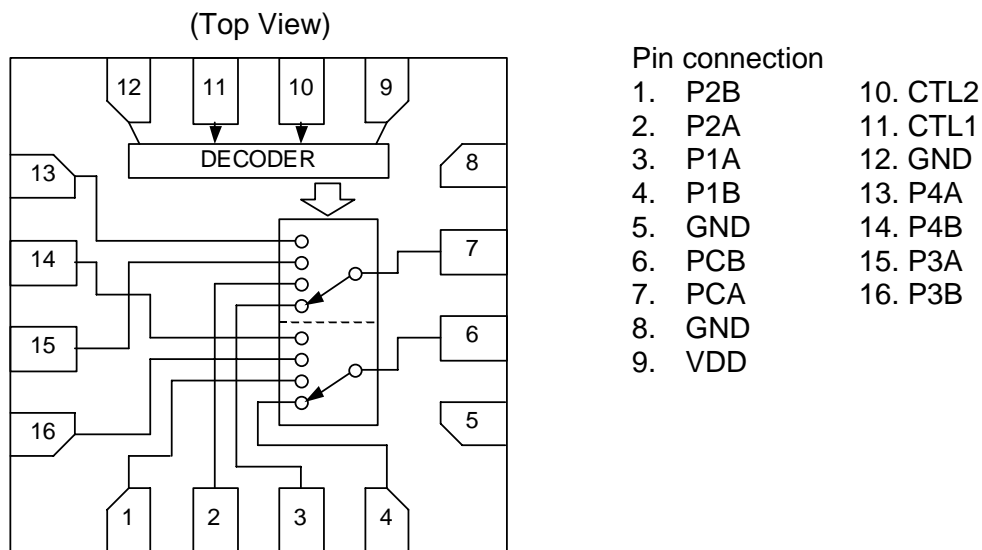 (Top View)
12 11 10 9
DECODER
13
8
14
7
15
6
16
5
1 2 3 4
Pin connection
1. P2B 10. CTL2
2. P2A 11. CTL1
3. P1A 12. GND
4. P1B 13. P4A
5. GND 14. P4B
6. PCB 15. P3A
7. PCA 16. P3B
8. GND
9. VDD